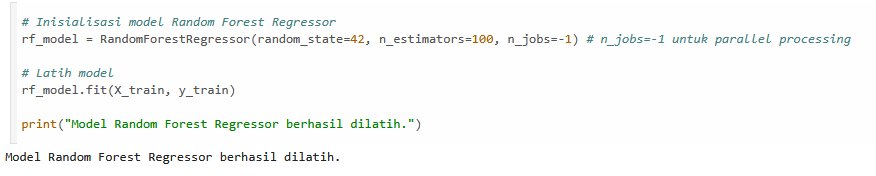 # Inisialisasi model Random Forest Regressor
rf_model = RandomForestRegressor(random_state=42, n_estimators=100, n_jobs=-1) # n_jobs=-1 untuk parallel processing
# Latih model
rf_model.fit(X_train, y_train)
print("Model Random Forest Regressor berhasil dilatih.")
Model Random Forest Regressor berhasil dilatih.